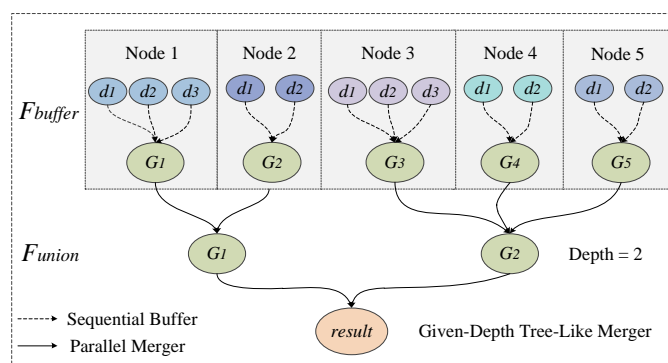 Node 1 Node 2 Node 3 Node 4 Node 5
d1 d2 d3 d1 d2 d1 d2 d3 d1 d2 d1 d2
Fbuffer
G1 G2 G3 G4 G5
Funion G1 G2 Depth = 2
Sequential Buffer
result Given-Depth Tree-Like Merger
Parallel Merger